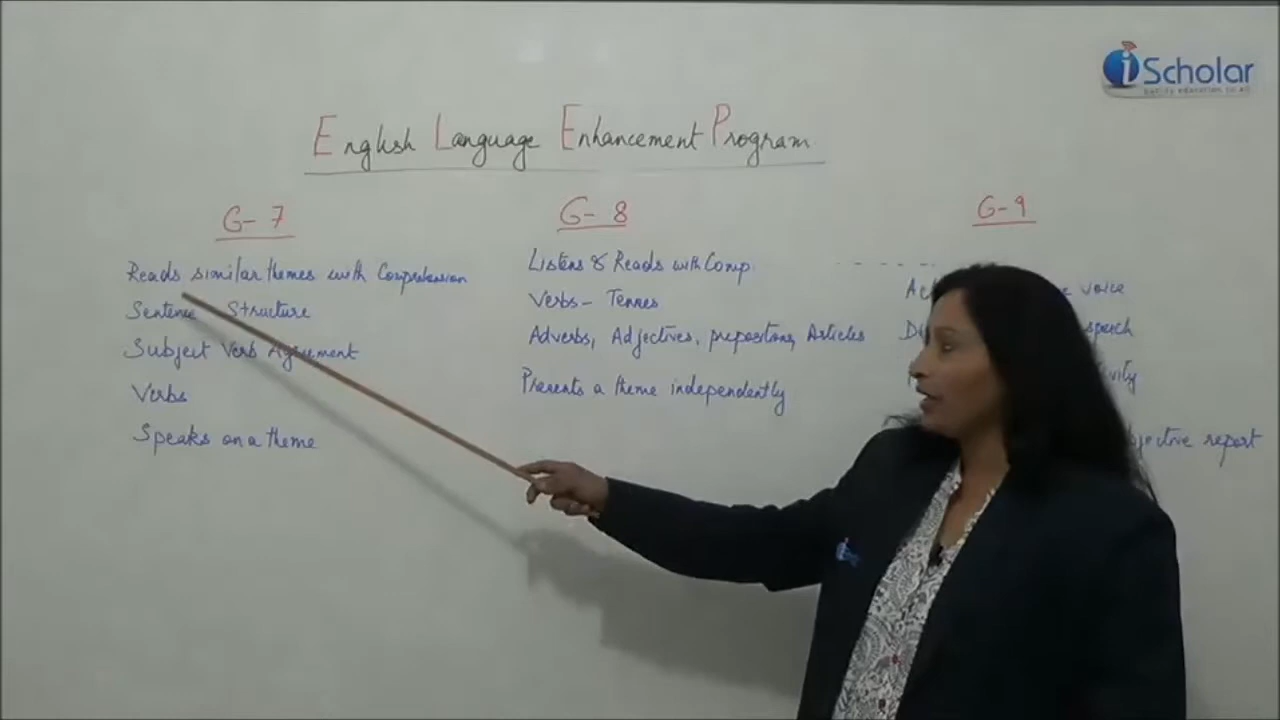 iScholar
English Language Enhancement Program
G- 7
Reads similar themes with Comprehension
Sentence Structure
Subject Verb Agreement
Verbs
Speaks on a theme
G- 8
Listens & Reads with Comp.
Verbs - Tenses
Adverbs, Adjectives, prepositions, Articles
Presents a theme independently
G-9
voice
speech
report